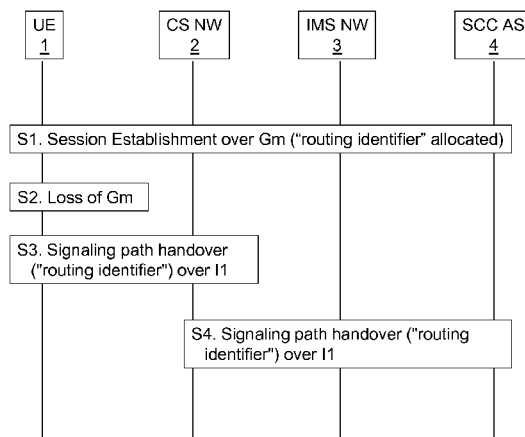 UE
1
CS NW
2
IMS NW
3
SCC AS
4
S1. Session Establishment over Gm (“routing identifier” allocated)
S2. Loss of Gm
S3. Signaling path handover
("routing identifier") over I1
S4. Signaling path handover ("routing
identifier") over I1